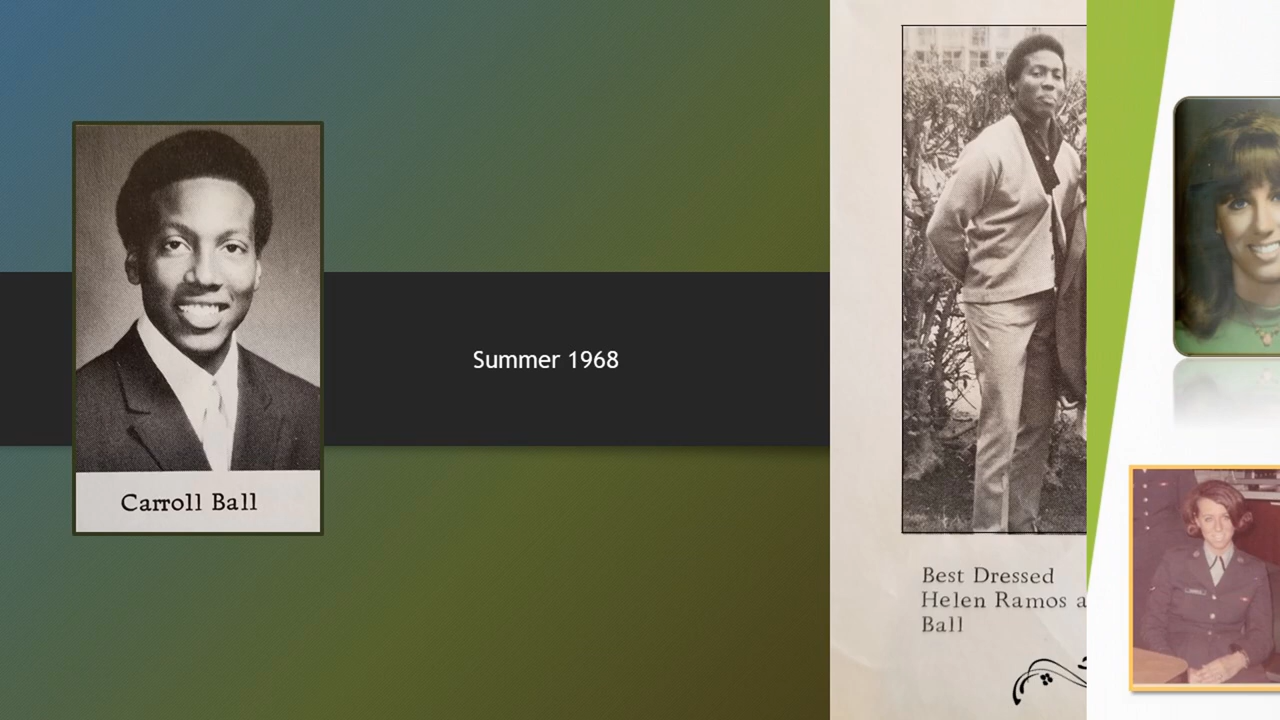 Carroll Ball
Summer 1968
Best Dressed
Helen Ramos a
Ball